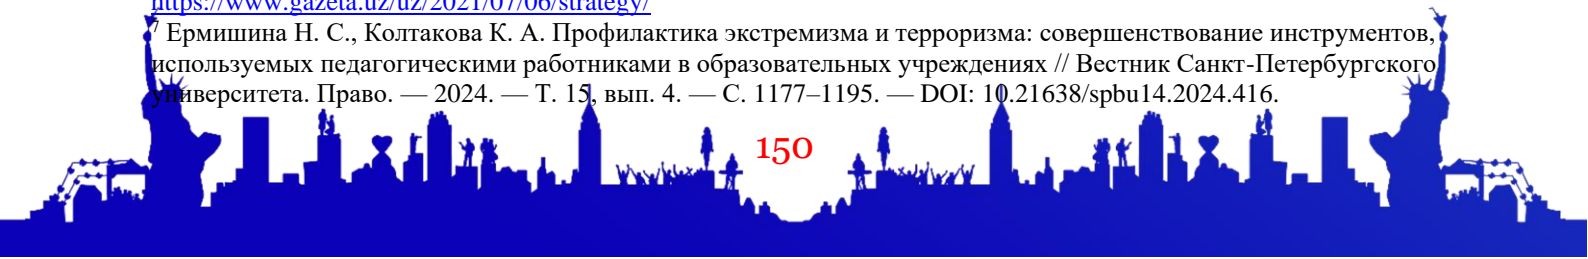 https://www.gazeta.uz/uz/2021/07/06/strategy/
7 Ермишина Н. С., Колтакова К. А. Профилактика экстремизма и терроризма: совершенствование инструментов,
используемых педагогическими работниками в образовательных учреждениях // Вестник Санкт-Петербургского
университета. Право. — 2024. — Т. 15, вып. 4. — С. 1177–1195. — DOI: 10.21638/spbu14.2024.416.
150